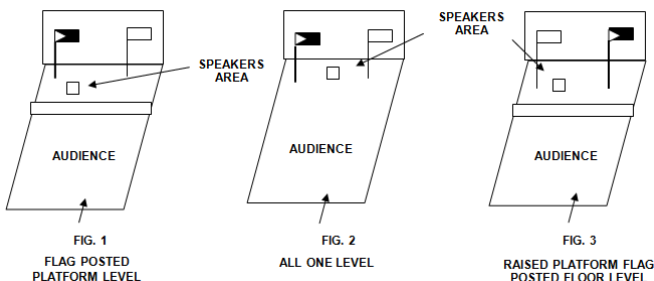 SPEAKERS
AREA
SPEAKERS
AREA
AUDIENCE
AUDIENCE
AUDIENCE
FIG. 1
FIG. 2
FIG. 3
FLAG POSTED
PLATFORM LEVEL
ALL ONE LEVEL
RAISED PLATFORM FLAG
POSTED FLOOR LEVEL